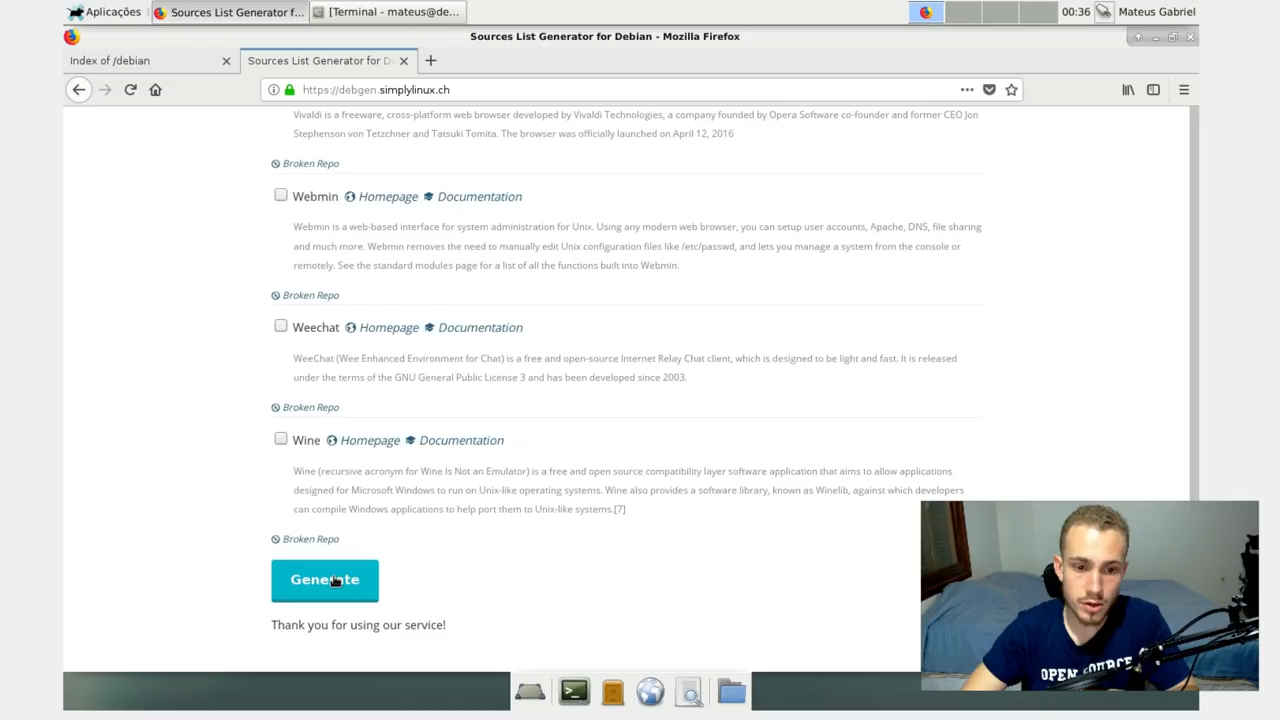 Aplicações
Sources List Generator f...
[Terminal - mateus@de...
00:36
Mateus Gabriel
Sources List Generator for Debian - Mozilla Firefox
Index of /debian
Sources List Generator for D
https://debgen.simplylinux.ch
Vivaldi is a freeware, cross-platform web browser developed by Vivaldi Technologies, a company founded by Opera Software co-founder and former CEO Jon
Stephenson von Tetzchner and Tatsuki Tomita. The browser was officially launched on April 12, 2016
Broken Repo
Webmin Homepage Documentation
Webmin is a web-based interface for system administration for Unix. Using any modern web browser, you can setup user accounts, Apache, DNS, file sharing
and much more. Webmin removes the need to manually edit Unix configuration files like /etc/passwd, and lets you manage a system from the console or
remotely. See the standard modules page for a list of all the functions built into Webmin.
Broken Repo
Weechat Homepage Documentation
WeeChat (Wee Enhanced Environment for Chat) is a free and open-source Internet Relay Chat client, which is designed to be light and fast. It is released
under the terms of the GNU General Public License 3 and has been developed since 2003.
Broken Repo
Wine Homepage Documentation
Wine (recursive acronym for Wine Is Not an Emulator) is a free and open source compatibility layer software application that aims to allow applications
designed for Microsoft Windows to run on Unix-like operating systems. Wine also provides a software library, known as Winelib, against which developers
can compile Windows applications to help port them to Unix-like systems.[7]
Broken Repo
Generate
Thank you for using our service!
OPEN SOURCE